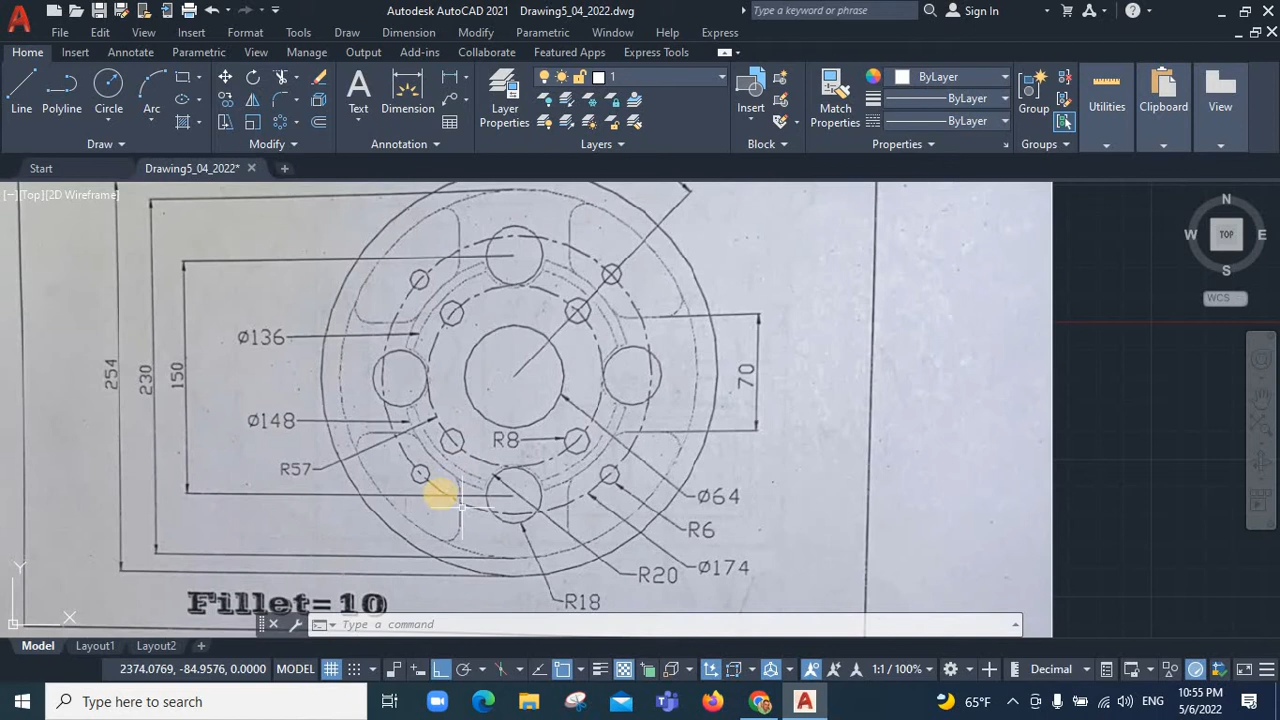 Autodesk AutoCAD 2021 Drawing5_04_2022.dwg
Type a keyword or phrase
Sign In
File Edit View Insert Format Tools Draw Dimension Modify Parametric Window Help Express
Home Insert Annotate Parametric View Manage Output Add-ins Collaborate Featured Apps Express Tools
Line Polyline Circle Arc
Text Dimension
Layer Properties
1
Insert
Match Properties
ByLayer
ByLayer
ByLayer
Group
Utilities
Clipboard
View
Draw Modify Annotation Layers Block Properties Groups
Start Drawing5_04_2022*
[−][Top][2D Wireframe]
N
W TOP E
S
WCS
Ø136
254
230
150
70
Ø148
R8
R57
Ø64
R6
Ø174
R20
R18
Fillet=10
Y
X
Type a command
Model Layout1 Layout2
2374.0769, -84.9576, 0.0000 MODEL 1:1 / 100% Decimal
Type here to search
65°F
ENG
10:55 PM
5/6/2022